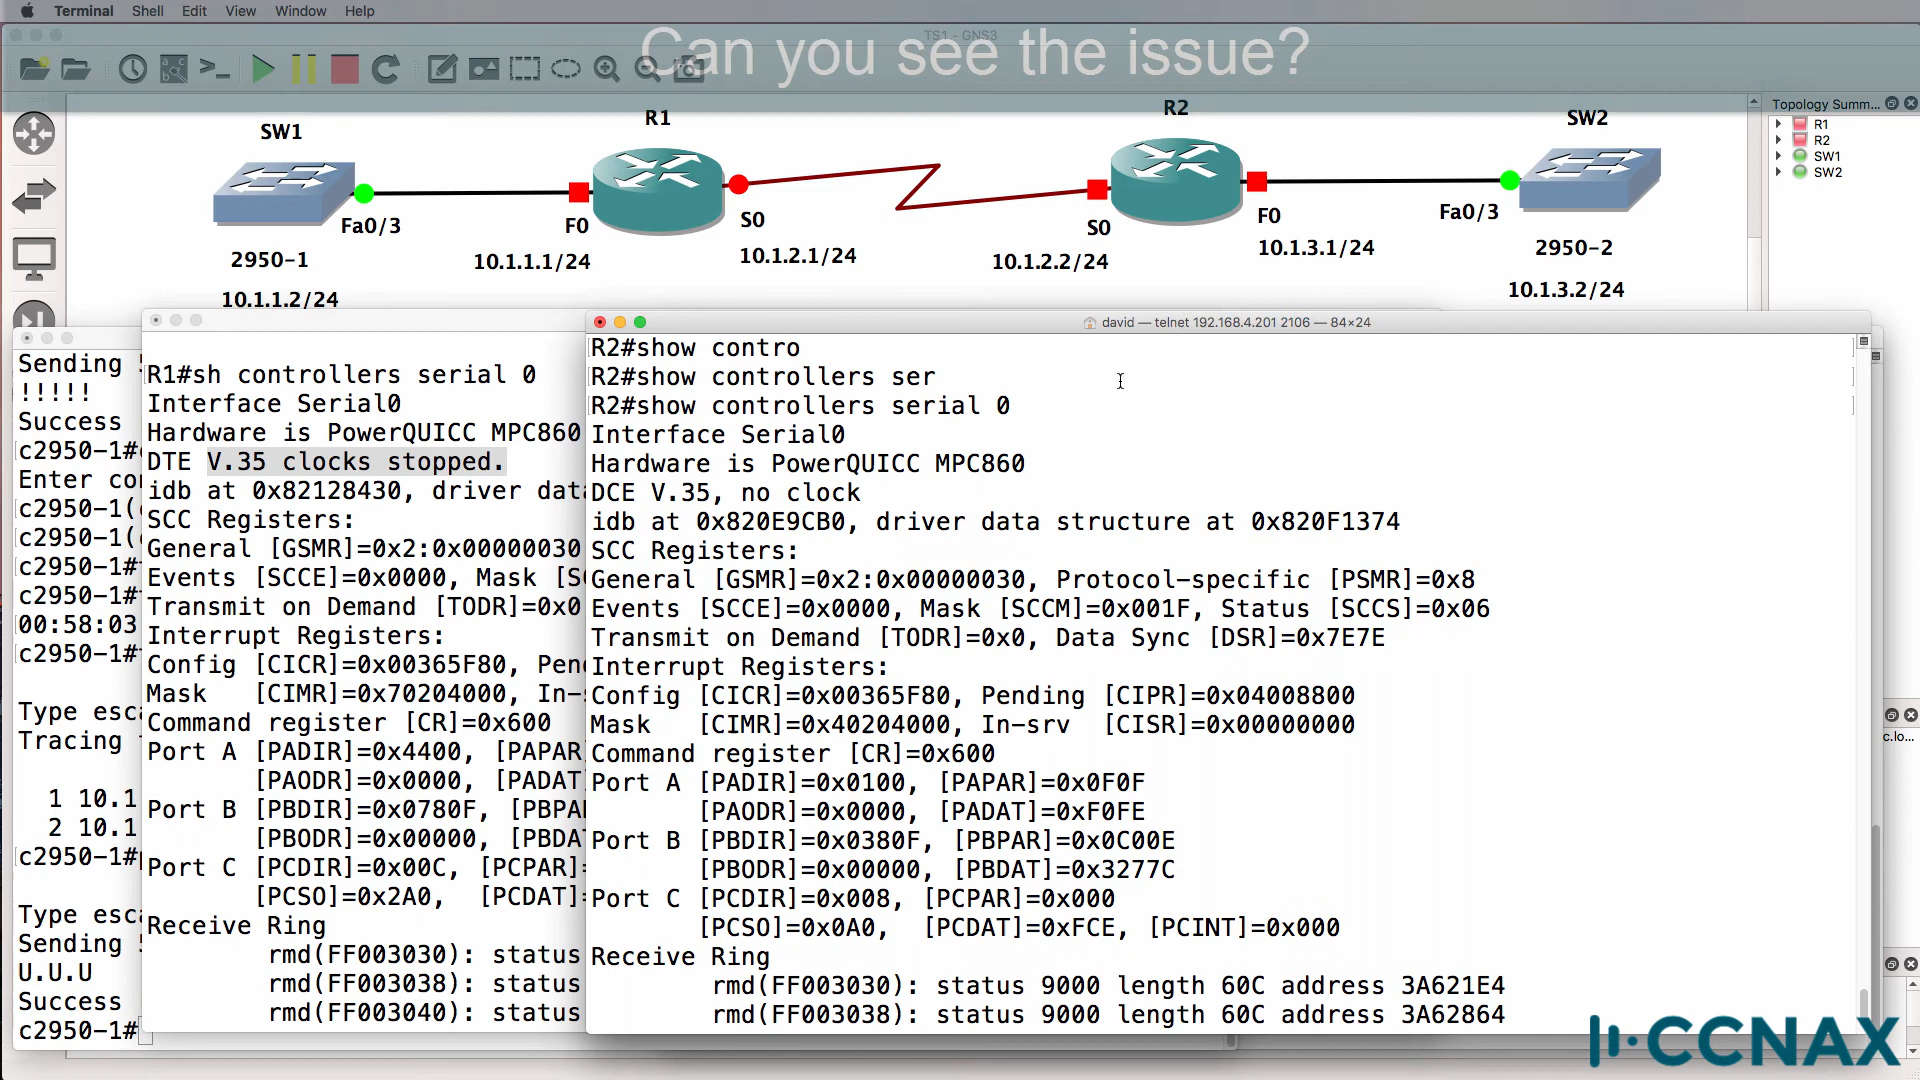 Terminal Shell Edit View Window Help
TS1 - GNS3
Can you see the issue?
Topology Summ...
R1
R2
SW1
SW2
SW1
R1
R2
SW2
Fa0/3
F0
S0
S0
F0
Fa0/3
2950-1
10.1.1.1/24
10.1.2.1/24
10.1.2.2/24
10.1.3.1/24
2950-2
10.1.1.2/24
10.1.3.2/24
c.lo...
Sending
!!!!!
Success
c2950-1#
Enter con
c2950-1(
c2950-1(
c2950-1#
c2950-1#
00:58:03
c2950-1#
Type esc
Tracing
1 10.1
2 10.1
c2950-1#
Type esc
Sending
U.U.U
Success
c2950-1#
R1#sh controllers serial 0
Interface Serial0
Hardware is PowerQUICC MPC860
DTE V.35 clocks stopped.
idb at 0x82128430, driver data
SCC Registers:
General [GSMR]=0x2:0x00000030
Events [SCCE]=0x0000, Mask [SC
Transmit on Demand [TODR]=0x0
Interrupt Registers:
Config [CICR]=0x00365F80, Pen
Mask   [CIMR]=0x70204000, In-s
Command register [CR]=0x600
Port A [PADIR]=0x4400, [PAPAR]
[PAODR]=0x0000, [PADAT]
Port B [PBDIR]=0x0780F, [PBPA
[PBODR]=0x00000, [PBDA
Port C [PCDIR]=0x00C, [PCPAR]=
[PCSO]=0x2A0,  [PCDAT]=
Receive Ring
rmd(FF003030): status
rmd(FF003038): status
rmd(FF003040): status
david — telnet 192.168.4.201 2106 — 84×24
R2#show contro
R2#show controllers ser
R2#show controllers serial 0
Interface Serial0
Hardware is PowerQUICC MPC860
DCE V.35, no clock
idb at 0x820E9CB0, driver data structure at 0x820F1374
SCC Registers:
General [GSMR]=0x2:0x00000030, Protocol-specific [PSMR]=0x8
Events [SCCE]=0x0000, Mask [SCCM]=0x001F, Status [SCCS]=0x06
Transmit on Demand [TODR]=0x0, Data Sync [DSR]=0x7E7E
Interrupt Registers:
Config [CICR]=0x00365F80, Pending [CIPR]=0x04008800
Mask   [CIMR]=0x40204000, In-srv  [CISR]=0x00000000
Command register [CR]=0x600
Port A [PADIR]=0x0100, [PAPAR]=0x0F0F
[PAODR]=0x0000, [PADAT]=0xF0FE
Port B [PBDIR]=0x0380F, [PBPAR]=0x0C00E
[PBODR]=0x00000, [PBDAT]=0x3277C
Port C [PCDIR]=0x008, [PCPAR]=0x000
[PCSO]=0x0A0,  [PCDAT]=0xFCE, [PCINT]=0x000
Receive Ring
rmd(FF003030): status 9000 length 60C address 3A621E4
rmd(FF003038): status 9000 length 60C address 3A62864
CCNAX